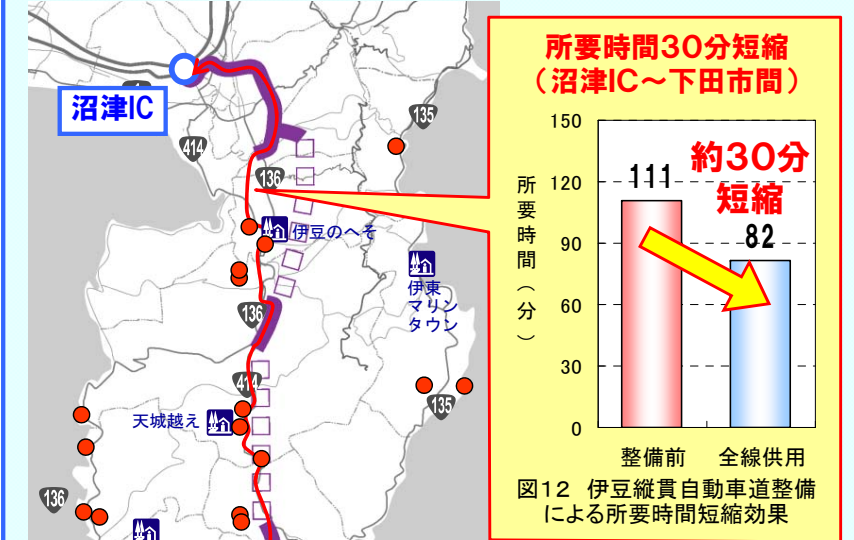 沼津IC
414
136
135
伊豆のへそ
伊東
マリン
タウン
136
414
135
天城越え
136
所要時間30分短縮
(沼津IC〜下田市間)
所要時間(分)
150
120
90
60
30
0
111
約30分
短縮
82
整備前
全線供用
図12 伊豆縦貫自動車道整備
による所要時間短縮効果